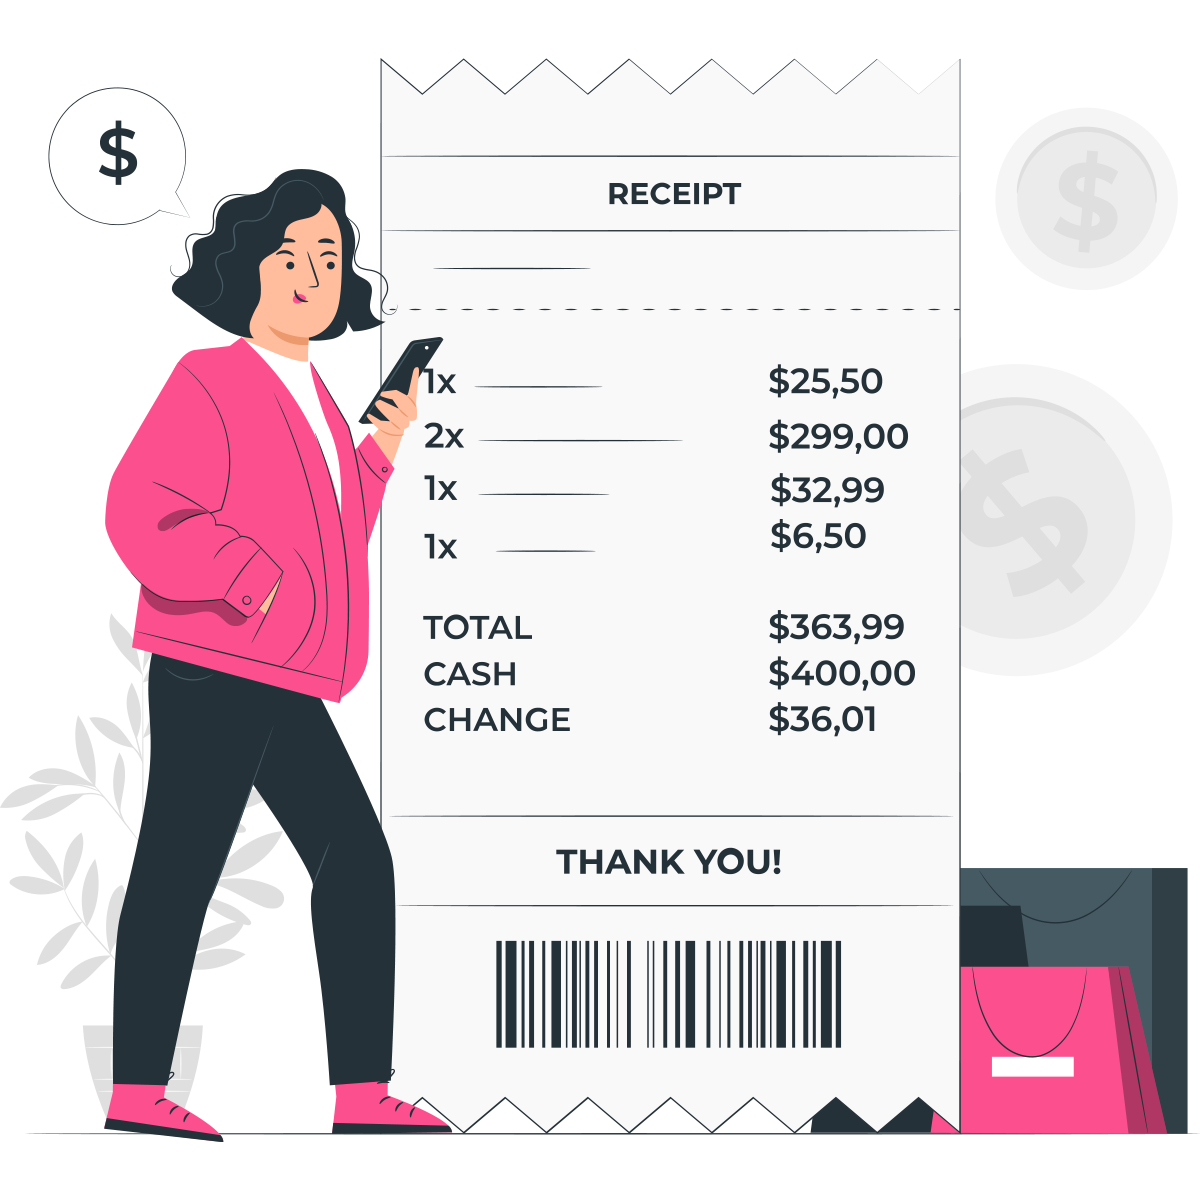 $
RECEIPT
1x $25,50
2x $299,00
1x $32,99
1x $6,50
TOTAL $363,99
CASH $400,00
CHANGE $36,01
THANK YOU!
$
$